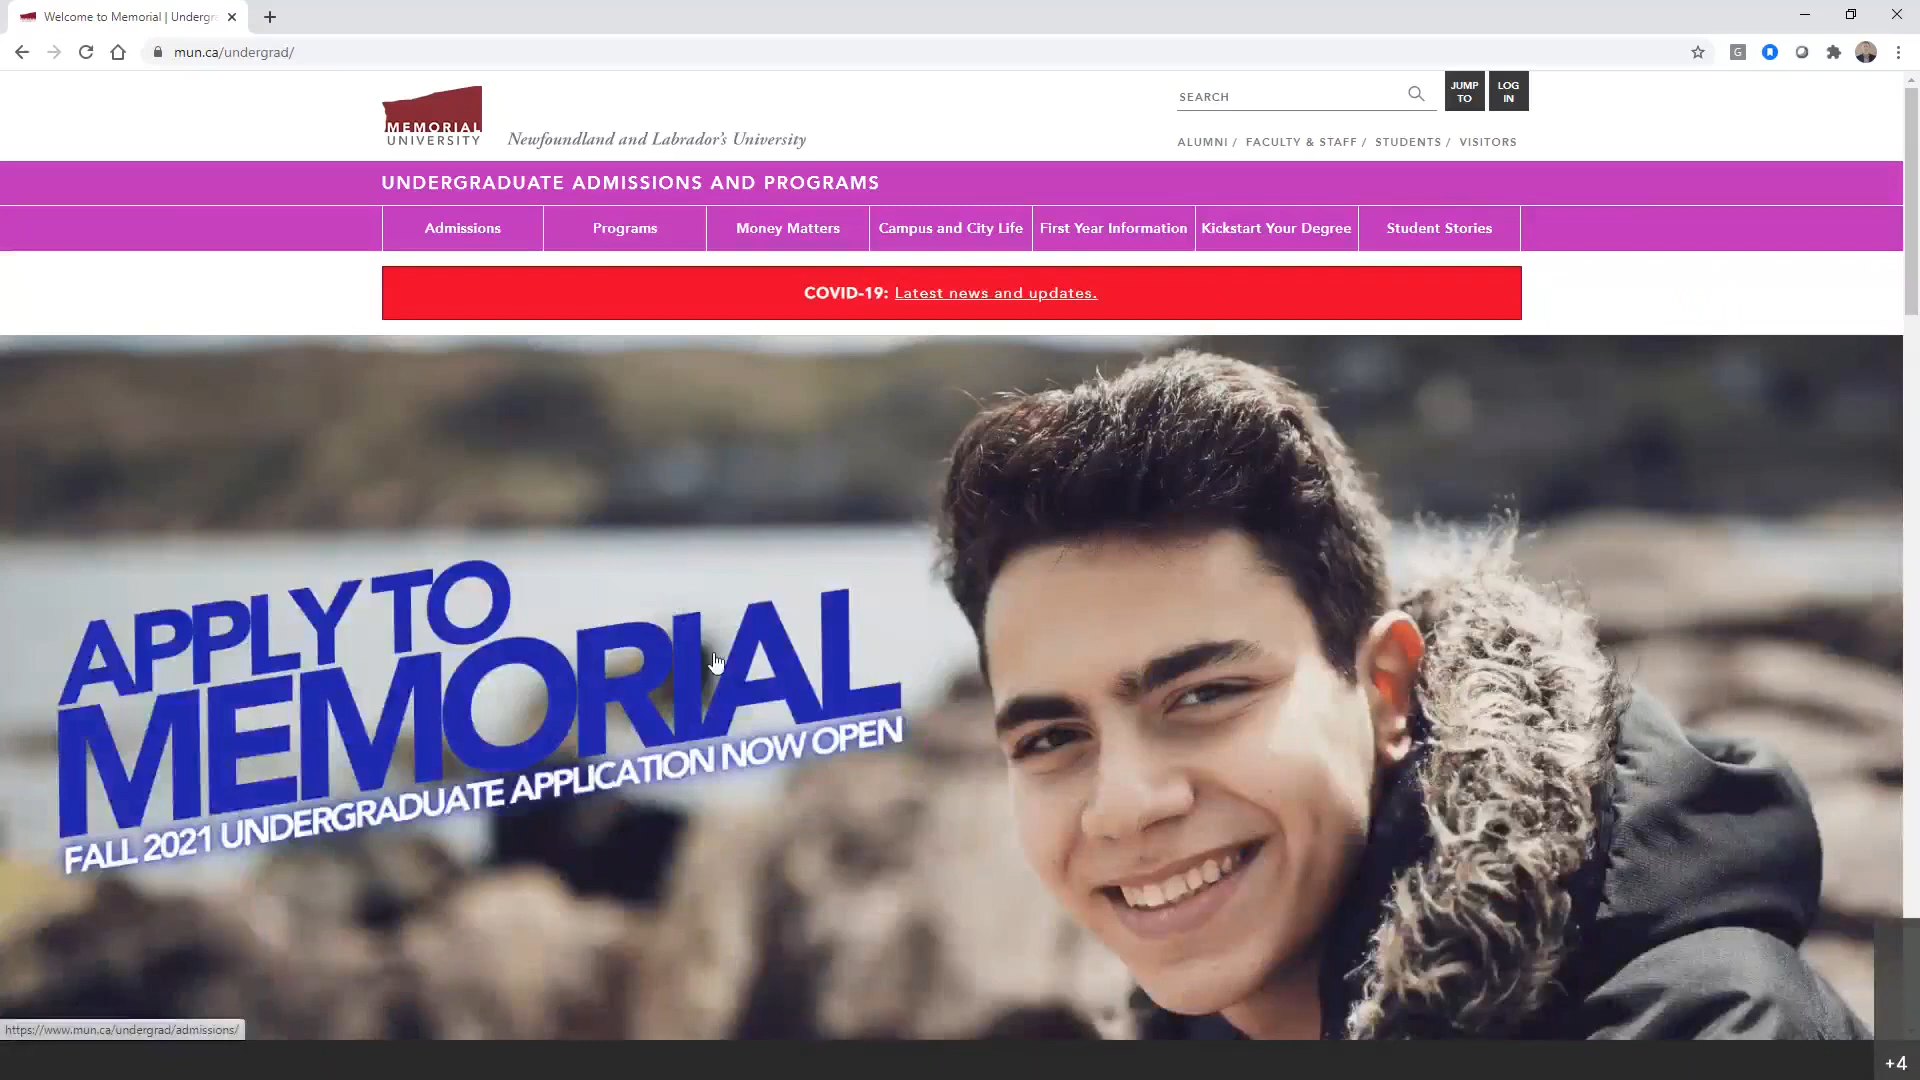 Welcome to Memorial | Undergr
mun.ca/undergrad/
G
MEMORIAL
UNIVERSITY
Newfoundland and Labrador's University
SEARCH
JUMP
TO
LOG
IN
ALUMNI / FACULTY & STAFF / STUDENTS / VISITORS
UNDERGRADUATE ADMISSIONS AND PROGRAMS
Admissions
Programs
Money Matters
Campus and City Life
First Year Information
Kickstart Your Degree
Student Stories
COVID-19: Latest news and updates.
APPLY TO
MEMORIAL
FALL 2021 UNDERGRADUATE APPLICATION NOW OPEN
https://www.mun.ca/undergrad/admissions/
+4